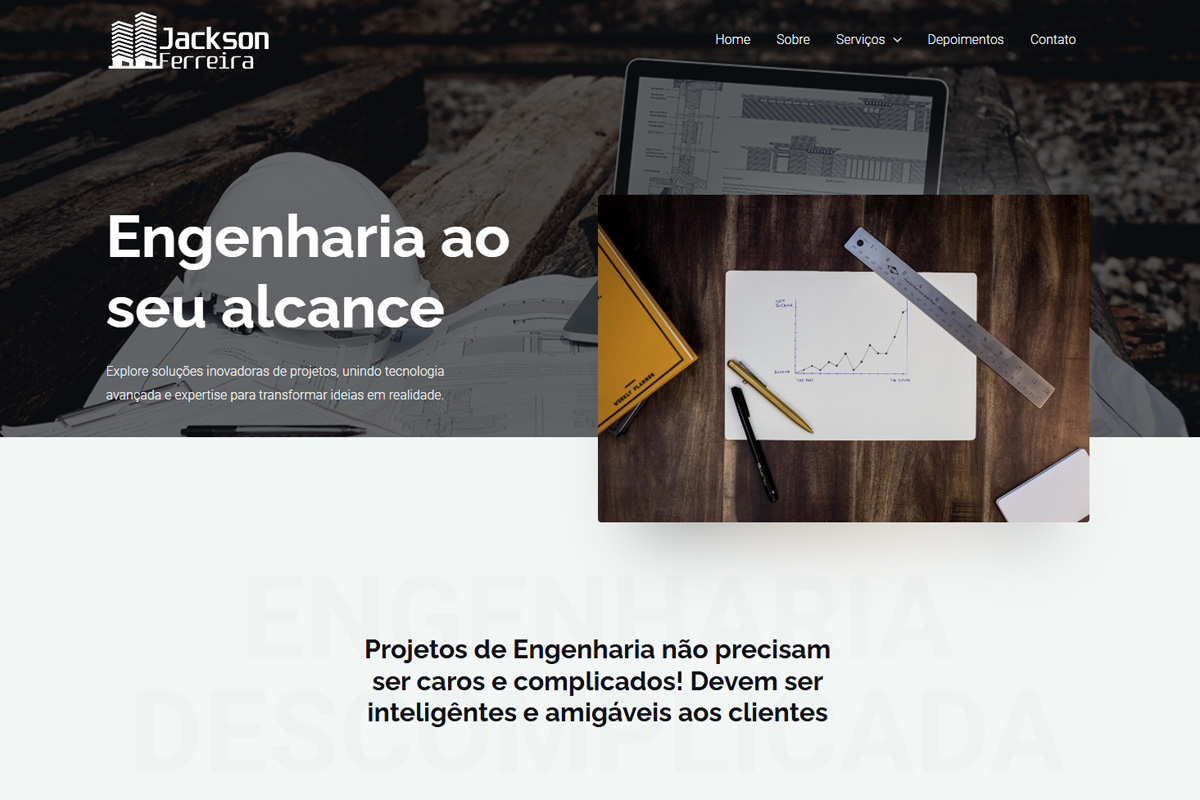 Jackson
Ferreira
Home
Sobre
Serviços
Depoimentos
Contato
Engenharia ao
seu alcance
Explore soluções inovadoras de projetos, unindo tecnologia
avançada e expertise para transformar ideias em realidade.
WEEKLY PLANNER
ENGENHARIA
DESCOMPLICADA
Projetos de Engenharia não precisam
ser caros e complicados! Devem ser
inteligêntes e amigáveis aos clientes